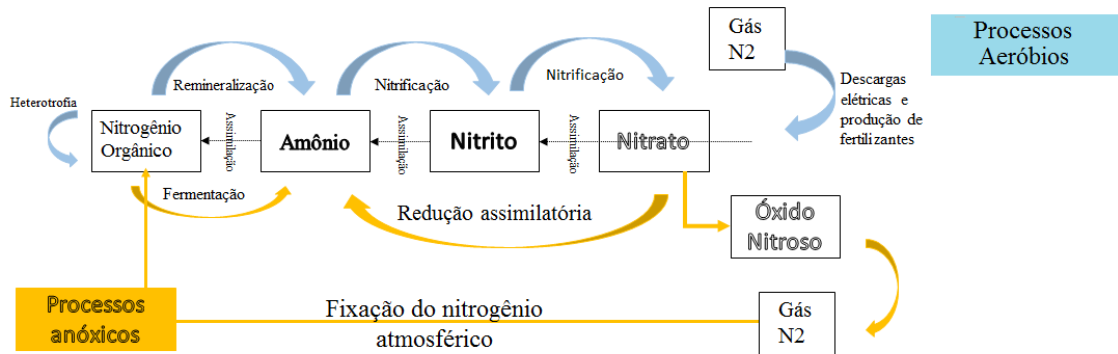 Gás
N2
Processos
Aeróbios
Remineralização
Nitrificação
Nitrificação
Descargas
elétricas e
produção de
fertilizantes
Heterotrofia
Nitrogênio
Orgânico
Assimilação
Amônio
Assimilação
Nitrito
Assimilação
Nitrato
Fermentação
Redução assimilatória
Óxido
Nitroso
Processos
anóxicos
Fixação do nitrogênio
atmosférico
Gás
N2